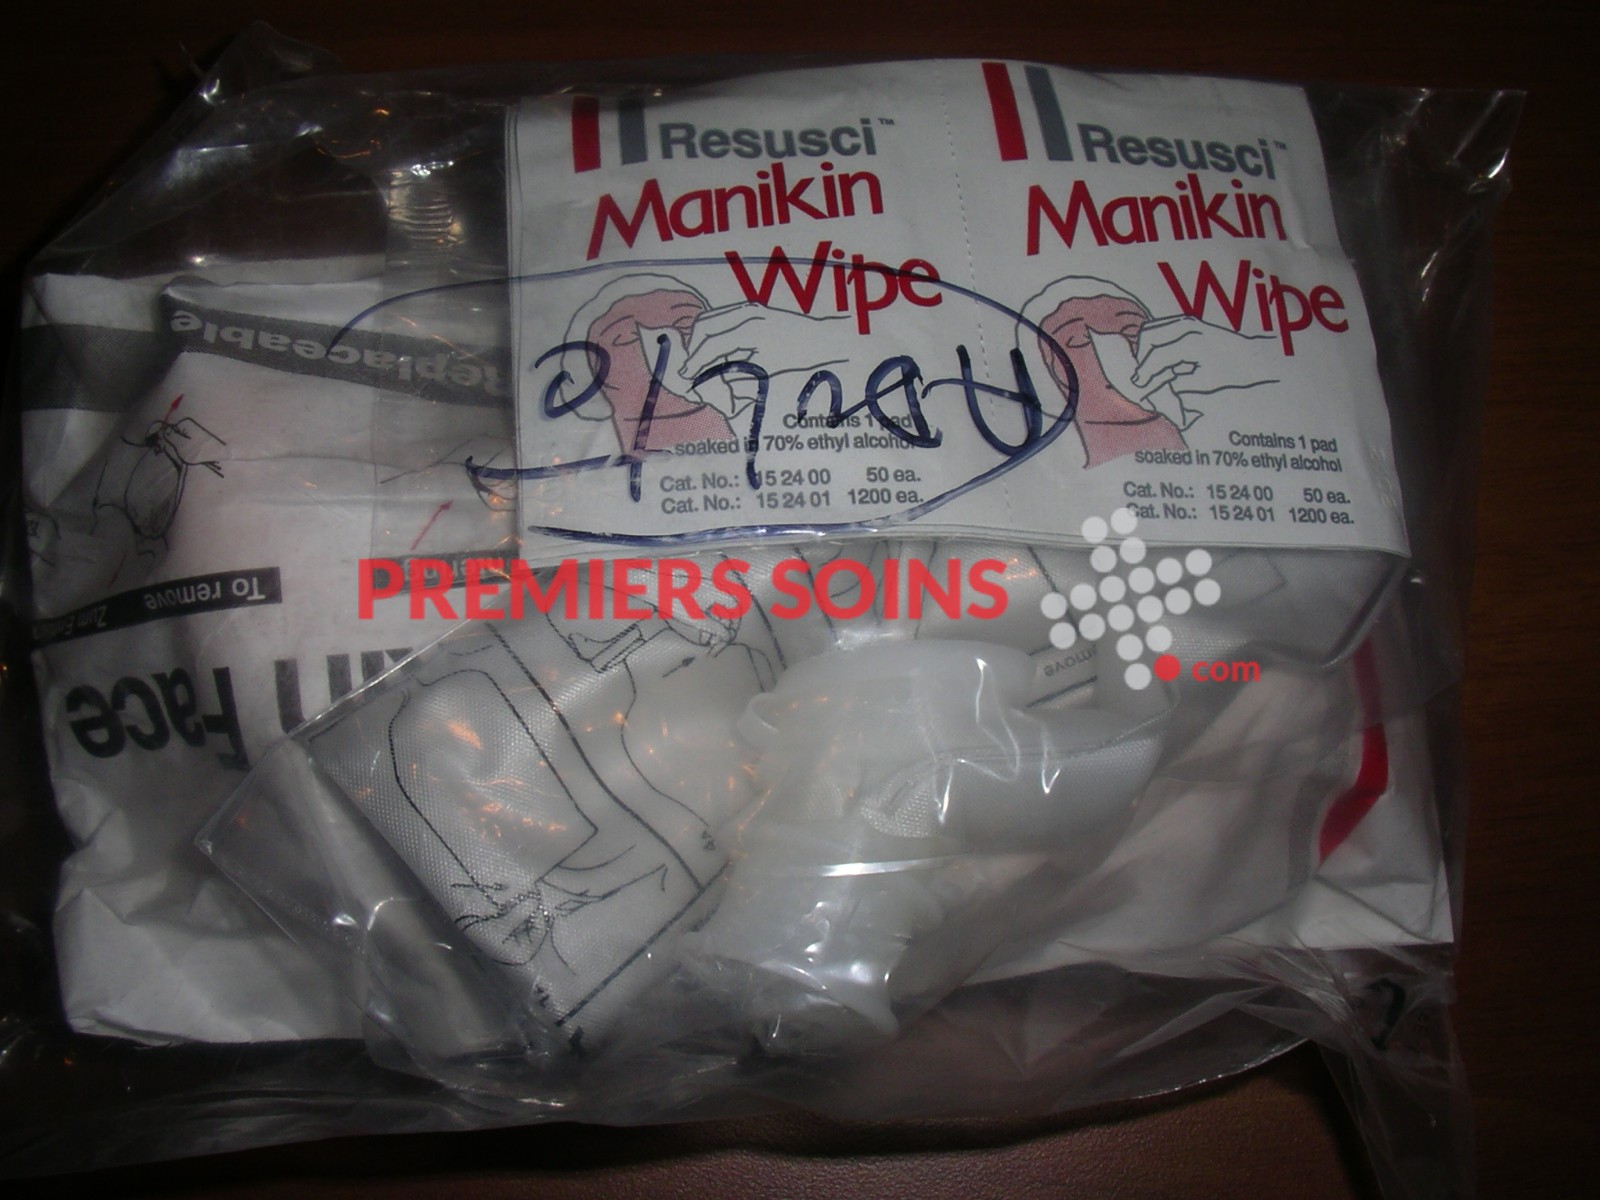 Resusci™
Manikin
Wipe
Contains 1 pad
soaked in 70% ethyl alcohol
Cat. No.: 15 24 00 50 ea.
Cat. No.: 15 24 01 1200 ea.
Resusci™
Manikin
Wipe
Contains 1 pad
soaked in 70% ethyl alcohol
Cat. No.: 15 24 00 50 ea.
Cat. No.: 15 24 01 1200 ea.
Adult
Replaceable
To remove
Face
PREMIERS SOINS
.com
remove